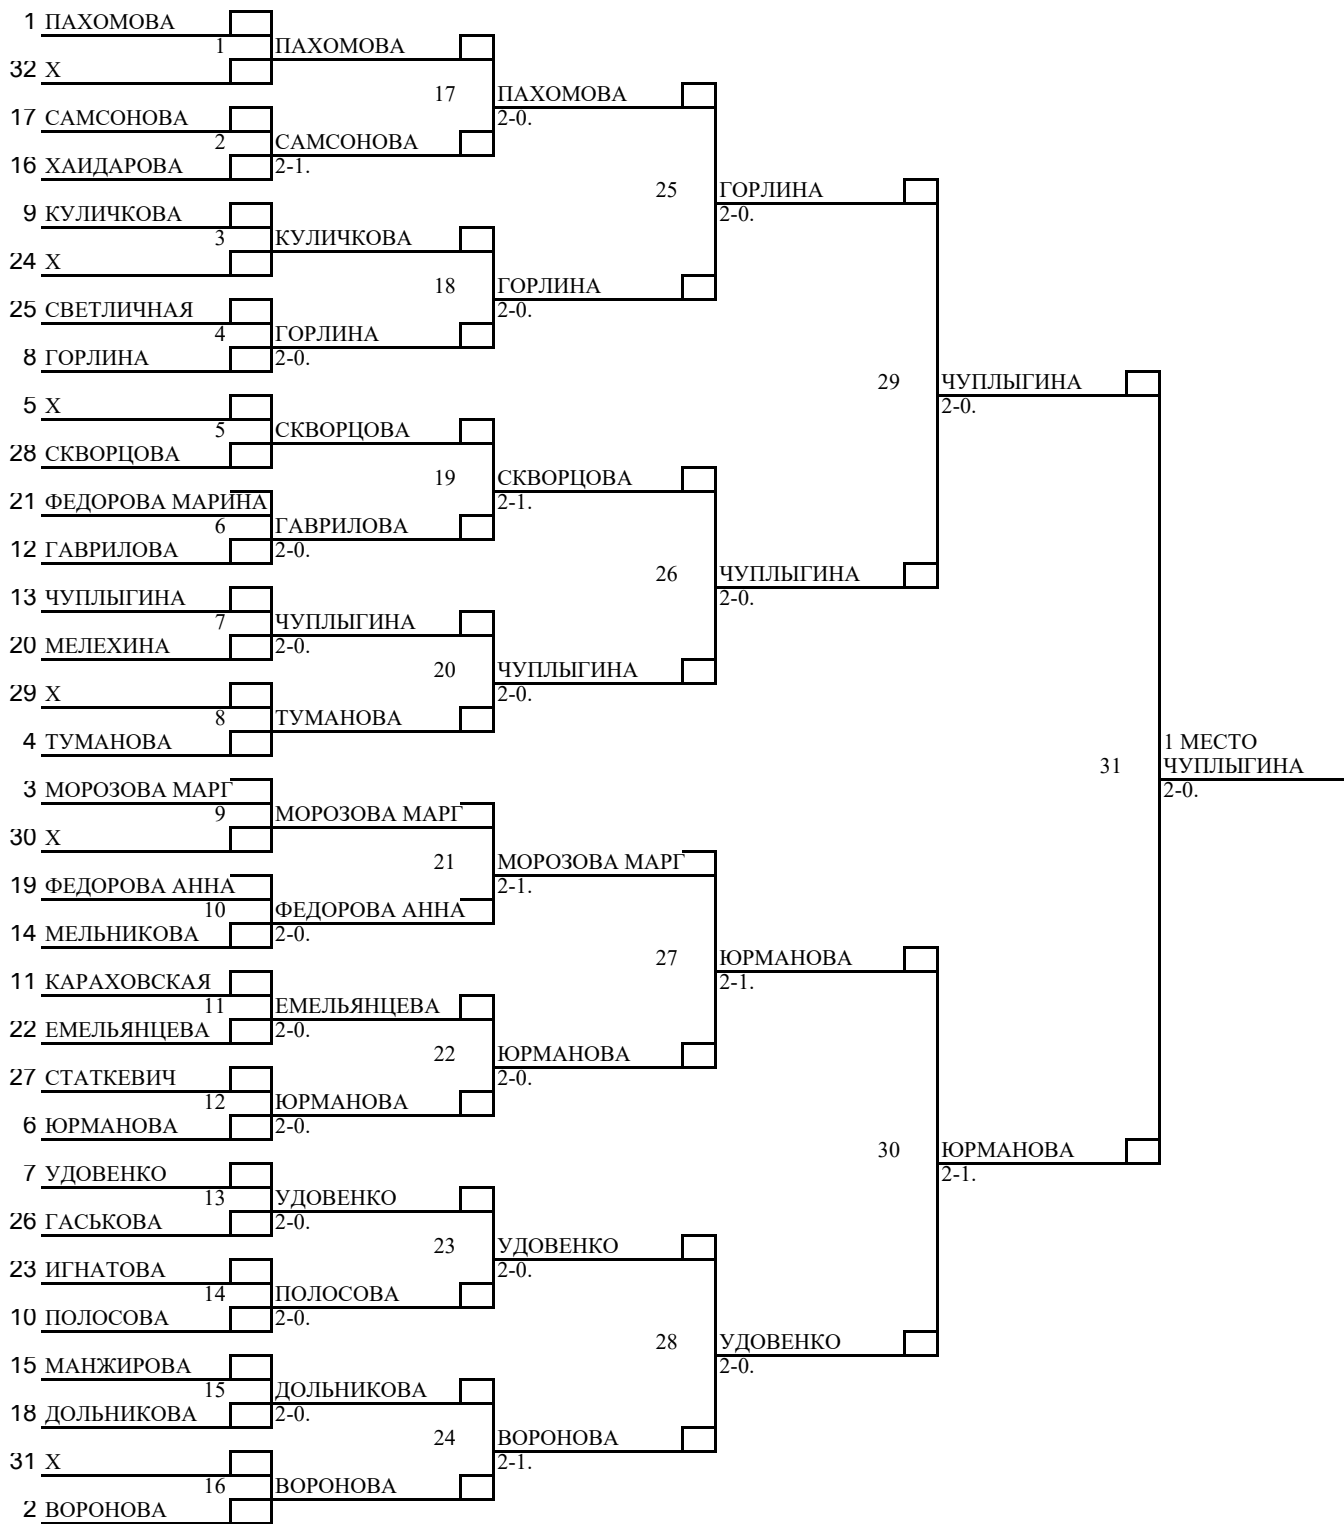 1 ПАХОМОВА
1 ПАХОМОВА
32 X
17 ПАХОМОВА
2-0.
17 САМСОНОВА
2 САМСОНОВА
2-1.
16 ХАИДАРОВА
25 ГОРЛИНА
2-0.
9 КУЛИЧКОВА
3 КУЛИЧКОВА
24 X
18 ГОРЛИНА
2-0.
25 СВЕТЛИЧНАЯ
4 ГОРЛИНА
2-0.
8 ГОРЛИНА
29 ЧУПЛЫГИНА
2-0.
5 X
5 СКВОРЦОВА
28 СКВОРЦОВА
19 СКВОРЦОВА
2-1.
21 ФЕДОРОВА МАРИНА
6 ГАВРИЛОВА
2-0.
12 ГАВРИЛОВА
26 ЧУПЛЫГИНА
2-0.
13 ЧУПЛЫГИНА
7 ЧУПЛЫГИНА
2-0.
20 МЕЛЕХИНА
20 ЧУПЛЫГИНА
2-0.
29 X
8 ТУМАНОВА
4 ТУМАНОВА
1 МЕСТО
31 ЧУПЛЫГИНА
2-0.
3 МОРОЗОВА МАРГ
9 МОРОЗОВА МАРГ
30 X
21 МОРОЗОВА МАРГ
2-1.
19 ФЕДОРОВА АННА
10 ФЕДОРОВА АННА
2-0.
14 МЕЛЬНИКОВА
27 ЮРМАНОВА
2-1.
11 КАРАХОВСКАЯ
11 ЕМЕЛЬЯНЦЕВА
2-0.
22 ЕМЕЛЬЯНЦЕВА
22 ЮРМАНОВА
2-0.
27 СТАТКЕВИЧ
12 ЮРМАНОВА
2-0.
6 ЮРМАНОВА
30 ЮРМАНОВА
2-1.
7 УДОВЕНКО
13 УДОВЕНКО
2-0.
26 ГАСЬКОВА
23 УДОВЕНКО
2-0.
23 ИГНАТОВА
14 ПОЛОСОВА
2-0.
10 ПОЛОСОВА
28 УДОВЕНКО
2-0.
15 МАНЖИРОВА
15 ДОЛЬНИКОВА
2-0.
18 ДОЛЬНИКОВА
24 ВОРОНОВА
2-1.
31 X
16 ВОРОНОВА
2 ВОРОНОВА